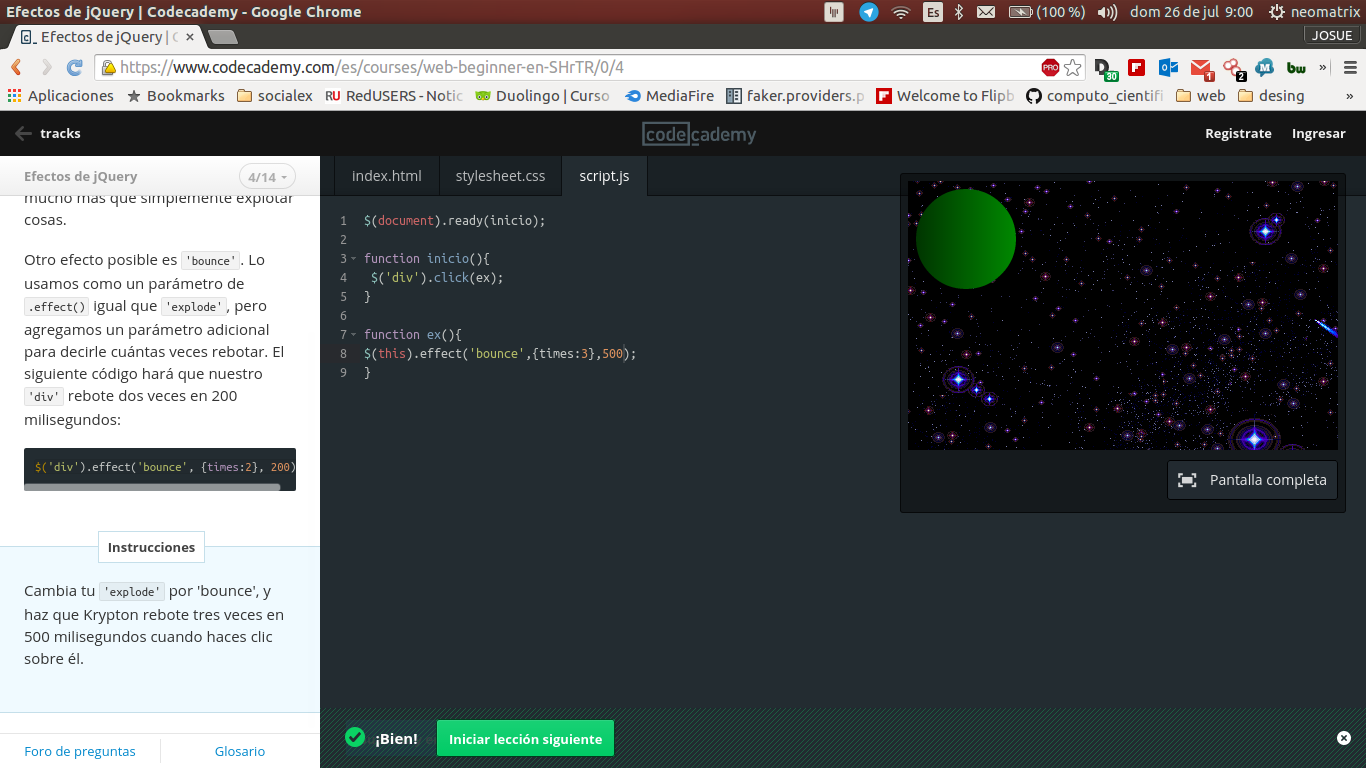 Efectos de jQuery | Codecademy - Google Chrome
Es
(100 %)
dom 26 de jul 9:00
neomatrix
Efectos de jQuery |
JOSUE
https://www.codecademy.com/es/courses/web-beginner-en-SHrTR/0/4
PRO
30
1
2
bw
»
Aplicaciones
Bookmarks
socialex
RU RedUSERS - Notic
Duolingo | Curso
MediaFire
faker.providers.p
Welcome to Flipb
computo_cientifi
web
desing
»
tracks
codecademy
Registrate
Ingresar
Efectos de jQuery
4/14
index.html
stylesheet.css
script.js
mucho más que simplemente explotar
cosas.
Otro efecto posible es 'bounce'. Lo
usamos como un parámetro de
.effect() igual que 'explode', pero
agregamos un parámetro adicional
para decirle cuántas veces rebotar. El
siguiente código hará que nuestro
'div' rebote dos veces en 200
milisegundos:
$('div').effect('bounce', {times:2}, 200)
Instrucciones
Cambia tu 'explode' por 'bounce', y
haz que Krypton rebote tres veces en
500 milisegundos cuando haces clic
sobre él.
Foro de preguntas
Glosario
1 $(document).ready(inicio);
2
3 function inicio(){
4 $('div').click(ex);
5 }
6
7 function ex(){
8 $(this).effect('bounce',{times:3},500);
9 }
Pantalla completa
¡Bien!
Iniciar lección siguiente